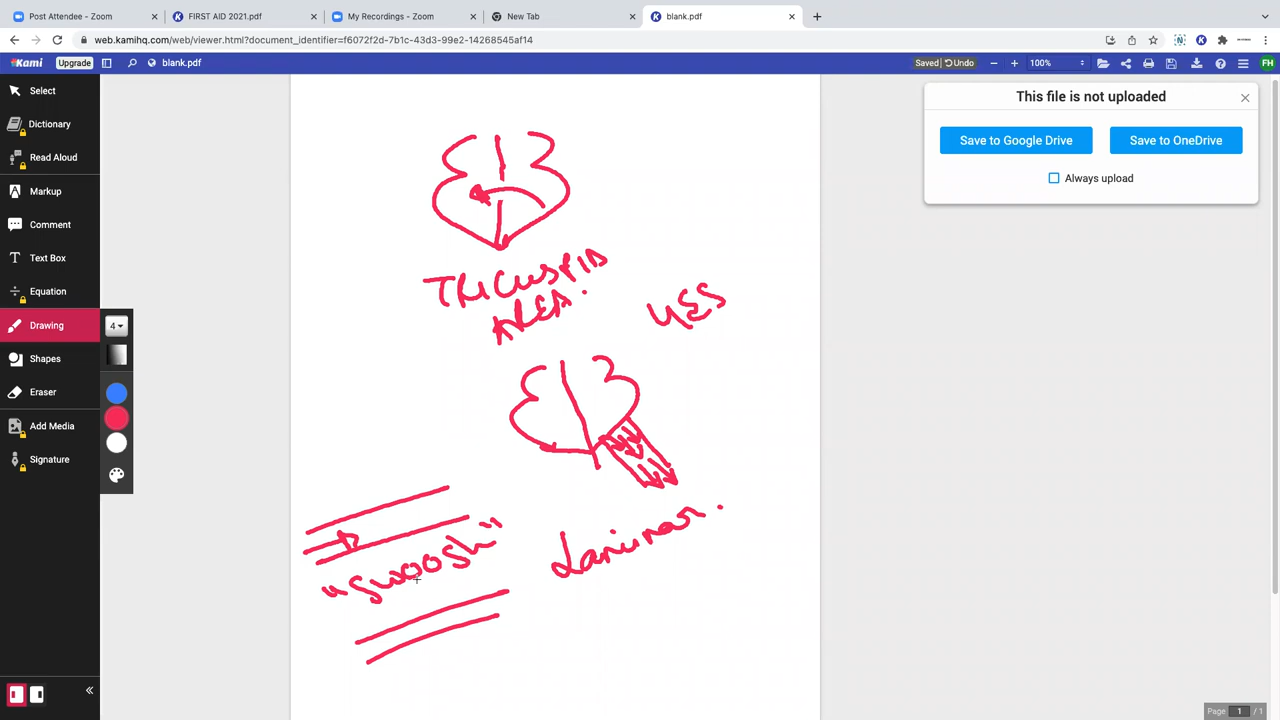 Post Attendee - Zoom
FIRST AID 2021.pdf
My Recordings - Zoom
New Tab
blank.pdf
web.kamihq.com/web/viewer.html?document_identifier=f6072f2d-7b1c-43d3-99e2-14268545af14
Kami
Upgrade
blank.pdf
Saved
Undo
100%
FH
Select
Dictionary
Read Aloud
Markup
Comment
Text Box
Equation
Drawing
Shapes
Eraser
Add Media
Signature
4
This file is not uploaded
Save to Google Drive
Save to OneDrive
Always upload
TRICUSPID
AREA.
YES
"Swoosh"
Laminar.
Page: 1 / 1